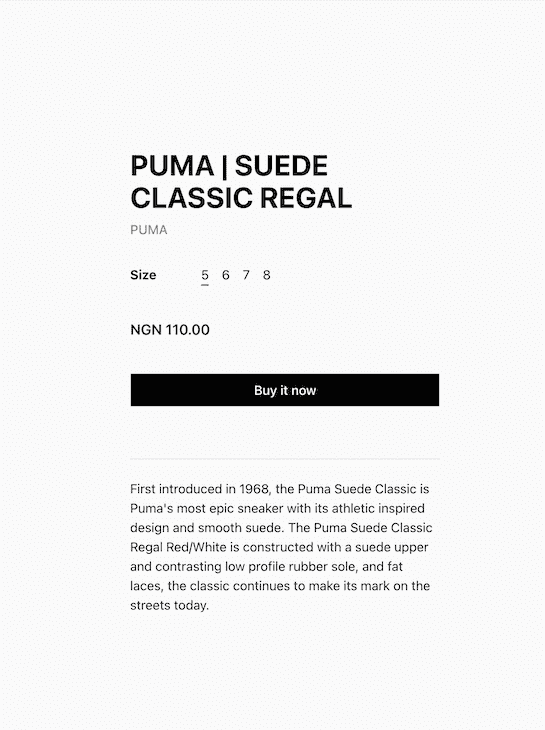 PUMA | SUEDE
CLASSIC REGAL
PUMA
Size 5 6 7 8
NGN 110.00
Buy it now
First introduced in 1968, the Puma Suede Classic is
Puma's most epic sneaker with its athletic inspired
design and smooth suede. The Puma Suede Classic
Regal Red/White is constructed with a suede upper
and contrasting low profile rubber sole, and fat
laces, the classic continues to make its mark on the
streets today.